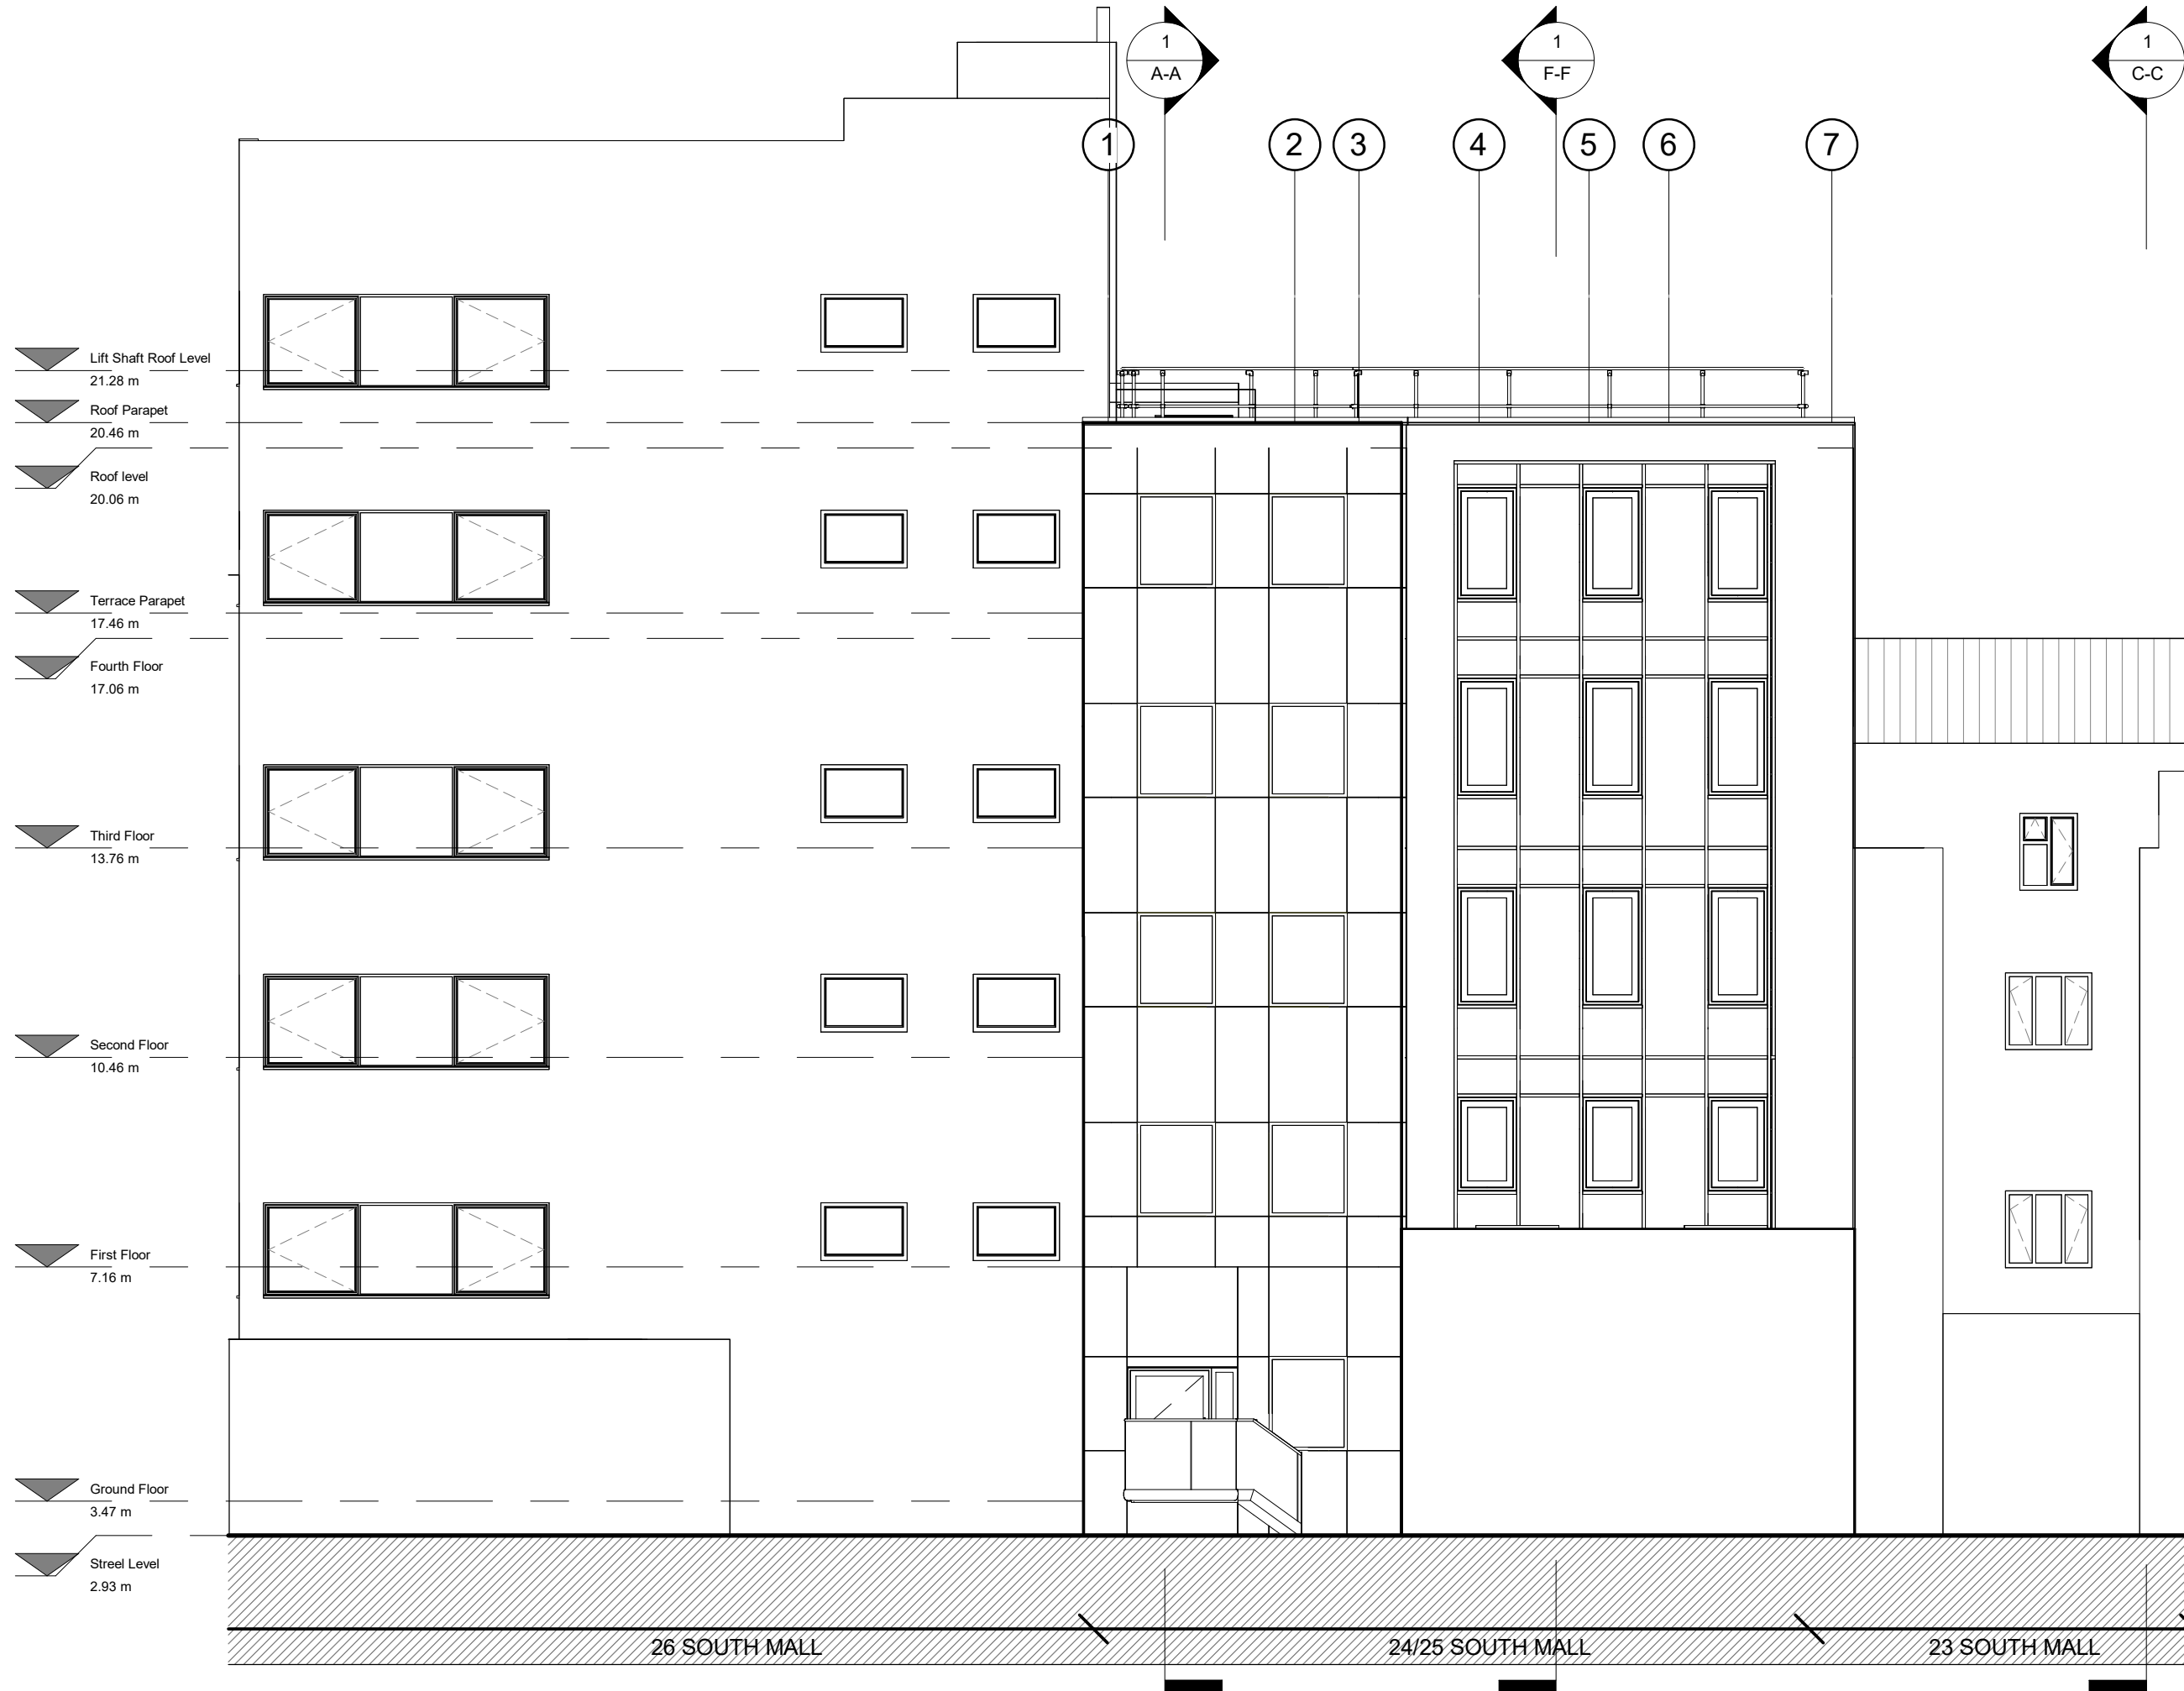 1
A-A
1
F-F
1
C-C
1
2
3
4
5
6
7
Lift Shaft Roof Level
21.28 m
Roof Parapet
20.46 m
Roof level
20.06 m
Terrace Parapet
17.46 m
Fourth Floor
17.06 m
Third Floor
13.76 m
Second Floor
10.46 m
First Floor
7.16 m
Ground Floor
3.47 m
Streel Level
2.93 m
26 SOUTH MALL
24/25 SOUTH MALL
23 SOUTH MALL